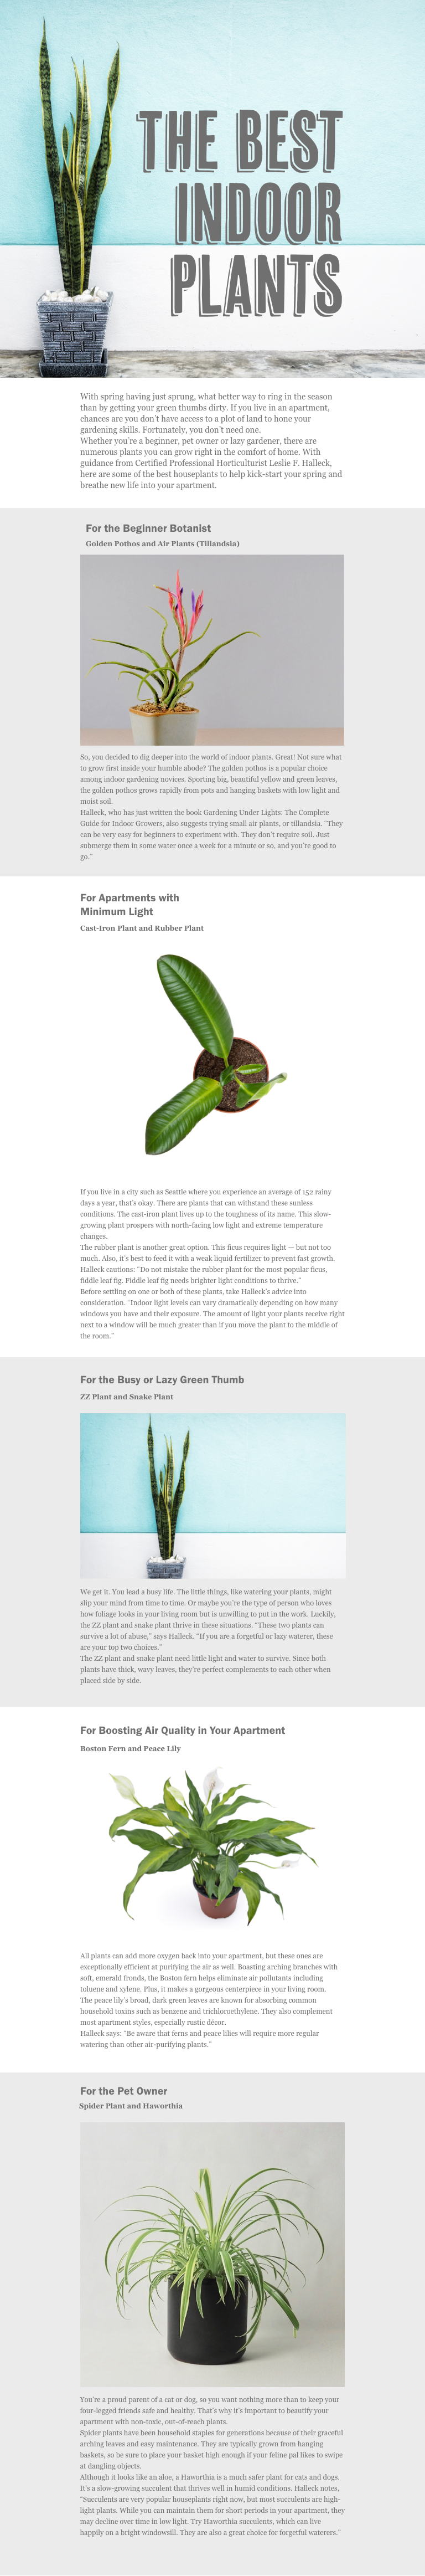 THE BEST
INDOOR
PLANTS
With spring having just sprung, what better way to ring in the season
than by getting your green thumbs dirty. If you live in an apartment,
chances are you don't have access to a plot of land to hone your
gardening skills. Fortunately, you don't need one.
Whether you're a beginner, pet owner or lazy gardener, there are
numerous plants you can grow right in the comfort of home. With
guidance from Certified Professional Horticulturist Leslie F. Halleck,
here are some of the best houseplants to help kick-start your spring and
breathe new life into your apartment.
For the Beginner Botanist
Golden Pothos and Air Plants (Tillandsia)
So, you decided to dig deeper into the world of indoor plants. Great! Not sure what
to grow first inside your humble abode? The golden pothos is a popular choice
among indoor gardening novices. Sporting big, beautiful yellow and green leaves,
the golden pothos grows rapidly from pots and hanging baskets with low light and
moist soil.
Halleck, who has just written the book Gardening Under Lights: The Complete
Guide for Indoor Growers, also suggests trying small air plants, or tillandsia. "They
can be very easy for beginners to experiment with. They don't require soil. Just
submerge them in some water once a week for a minute or so, and you're good to
go."
For Apartments with
Minimum Light
Cast-Iron Plant and Rubber Plant
If you live in a city such as Seattle where you experience an average of 152 rainy
days a year, that's okay. There are plants that can withstand these sunless
conditions. The cast-iron plant lives up to the toughness of its name. This slow-
growing plant prospers with north-facing low light and extreme temperature
changes.
The rubber plant is another great option. This ficus requires light — but not too
much. Also, it's best to feed it with a weak liquid fertilizer to prevent fast growth.
Halleck cautions: "Do not mistake the rubber plant for the most popular ficus,
fiddle leaf fig. Fiddle leaf fig needs brighter light conditions to thrive."
Before settling on one or both of these plants, take Halleck's advice into
consideration. "Indoor light levels can vary dramatically depending on how many
windows you have and their exposure. The amount of light your plants receive right
next to a window will be much greater than if you move the plant to the middle of
the room."
For the Busy or Lazy Green Thumb
ZZ Plant and Snake Plant
We get it. You lead a busy life. The little things, like watering your plants, might
slip your mind from time to time. Or maybe you're the type of person who loves
how foliage looks in your living room but is unwilling to put in the work. Luckily,
the ZZ plant and snake plant thrive in these situations. "These two plants can
survive a lot of abuse," says Halleck. "If you are a forgetful or lazy waterer, these
are your top two choices."
The ZZ plant and snake plant need little light and water to survive. Since both
plants have thick, wavy leaves, they're perfect complements to each other when
placed side by side.
For Boosting Air Quality in Your Apartment
Boston Fern and Peace Lily
All plants can add more oxygen back into your apartment, but these ones are
exceptionally efficient at purifying the air as well. Boasting arching branches with
soft, emerald fronds, the Boston fern helps eliminate air pollutants including
toluene and xylene. Plus, it makes a gorgeous centerpiece in your living room.
The peace lily's broad, dark green leaves are known for absorbing common
household toxins such as benzene and trichloroethylene. They also complement
most apartment styles, especially rustic décor.
Halleck says: "Be aware that ferns and peace lilies will require more regular
watering than other air-purifying plants."
For the Pet Owner
Spider Plant and Haworthia
You're a proud parent of a cat or dog, so you want nothing more than to keep your
four-legged friends safe and healthy. That's why it's important to beautify your
apartment with non-toxic, out-of-reach plants.
Spider plants have been household staples for generations because of their graceful
arching leaves and easy maintenance. They are typically grown from hanging
baskets, so be sure to place your basket high enough if your feline pal likes to swipe
at dangling objects.
Although it looks like an aloe, a Haworthia is a much safer plant for cats and dogs.
It's a slow-growing succulent that thrives well in humid conditions. Halleck notes,
"Succulents are very popular houseplants right now, but most succulents are high-
light plants. While you can maintain them for short periods in your apartment, they
may decline over time in low light. Try Haworthia succulents, which can live
happily on a bright windowsill. They are also a great choice for forgetful waterers."